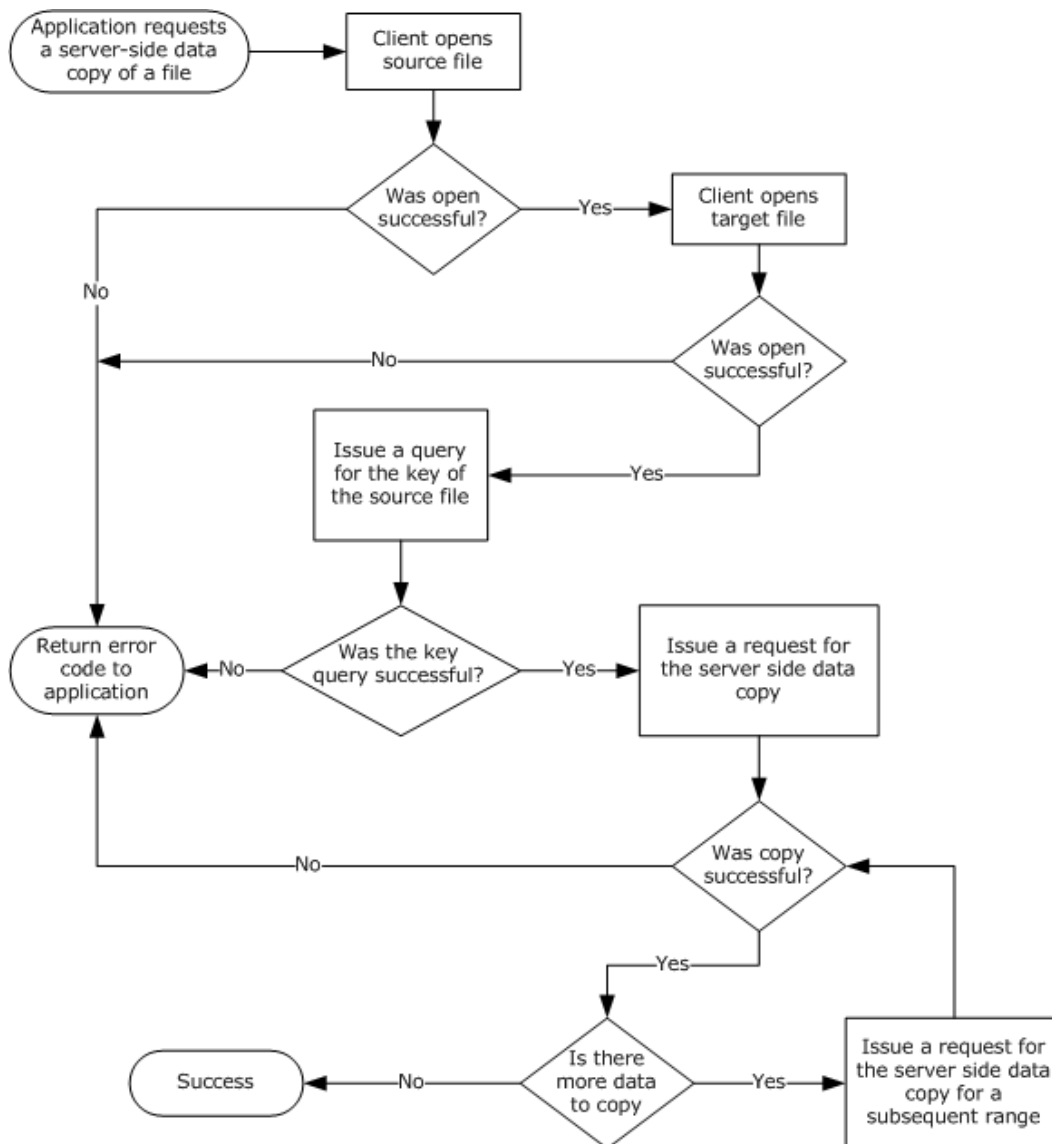 Application requests
a server-side data
copy of a file
Client opens
source file
Was open
successful?
Yes
Client opens
target file
No
Was open
successful?
No
Issue a query
for the key of
the source file
Yes
Return error
code to
application
No
Was the key
query successful?
Yes
Issue a request for
the server side data
copy
Was copy
successful?
No
Yes
Is there
more data
to copy
No
Success
Yes
Issue a request for
the server side data
copy for a
subsequent range